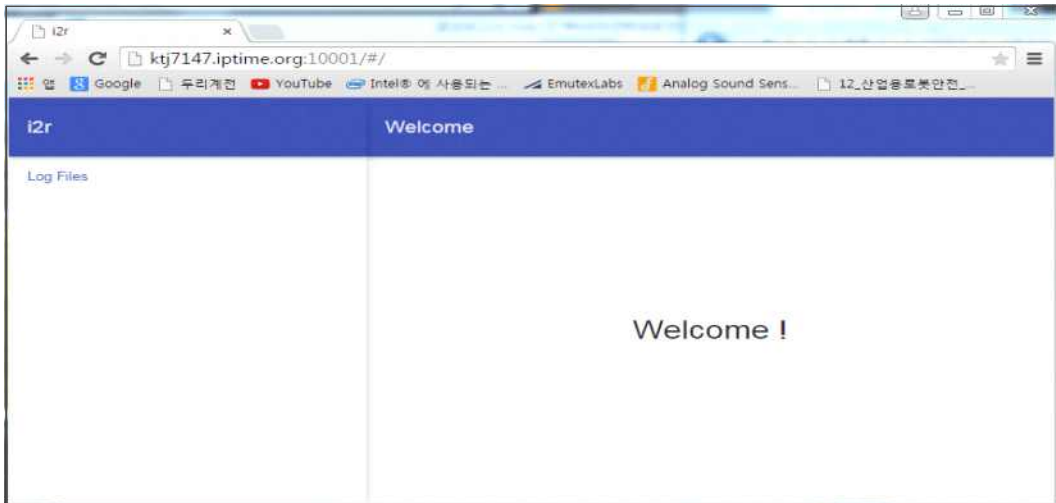 i2r
ktj7147.iptime.org:10001/#/
앱 Google 두리계전 YouTube Intel® 에 사용되는 ... EmutexLabs Analog Sound Sens... 12_산업용로봇안전_...
i2r Welcome
Log Files
Welcome !